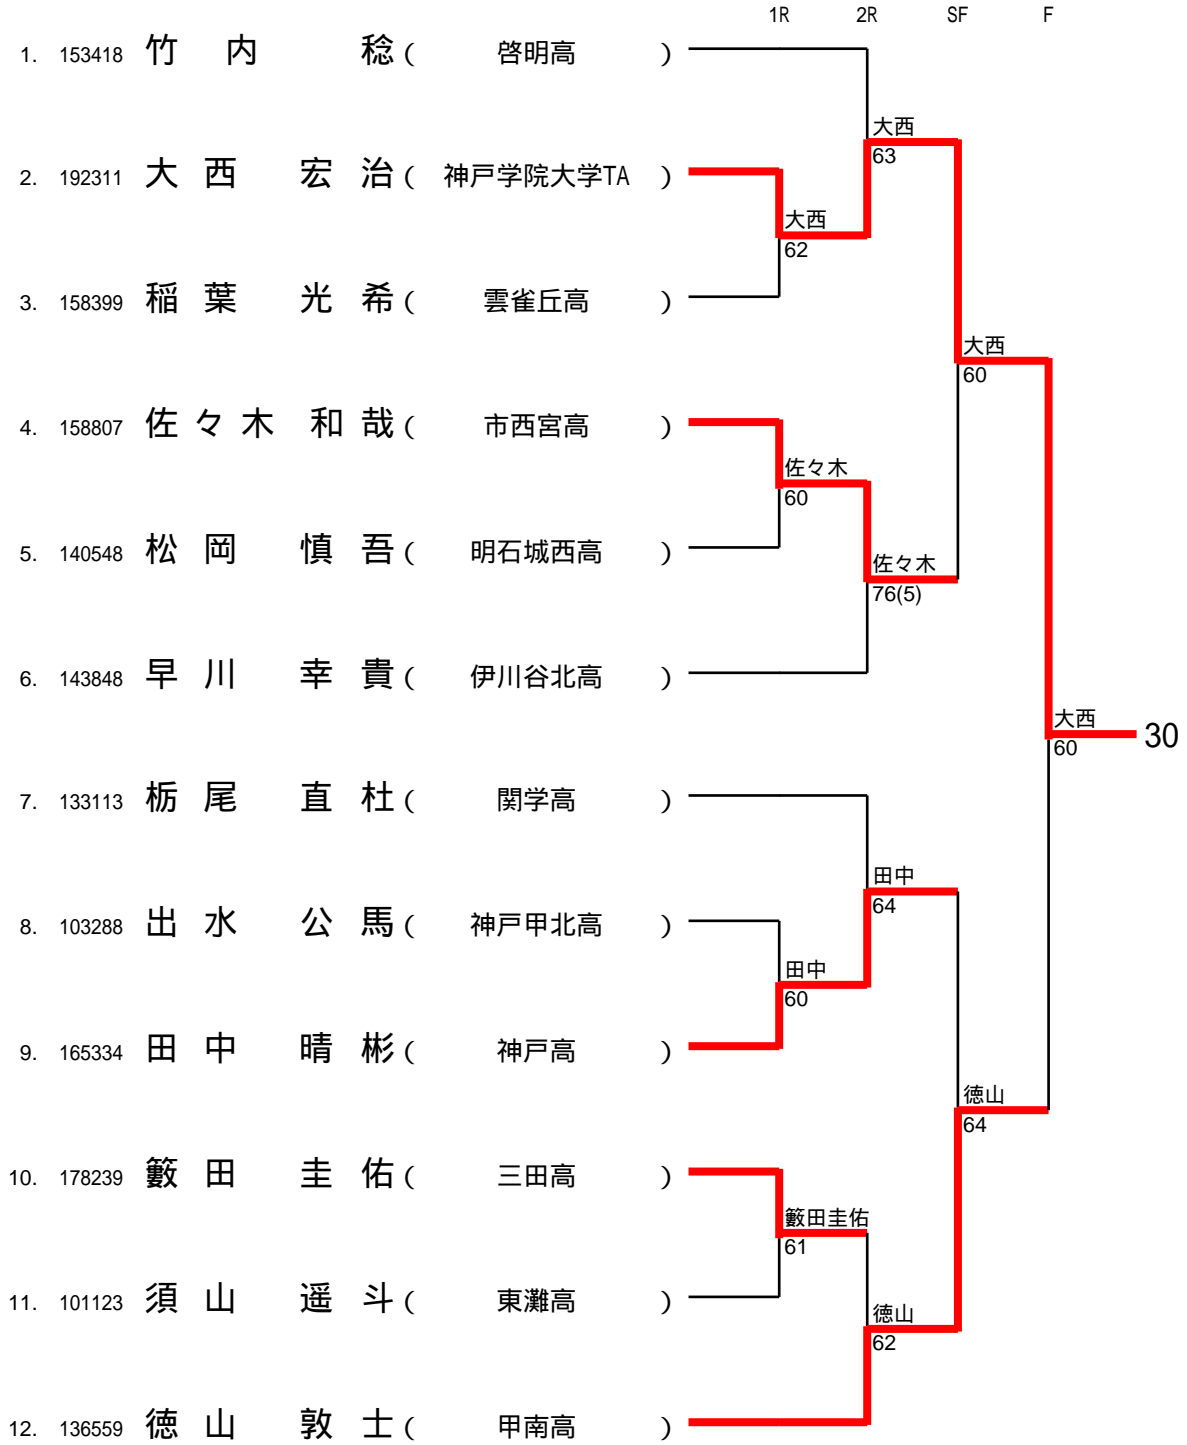 1R 2R SF F
1. 153418 竹内 稔 ( 啓明高 )
大西
63
2. 192311 大西 宏治 ( 神戸学院大学TA )
大西
62
3. 158399 稲葉 光希 ( 雲雀丘高 )
大西
60
4. 158807 佐々木 和哉 ( 市西宮高 )
佐々木
60
5. 140548 松岡 慎吾 ( 明石城西高 )
佐々木
76(5)
6. 143848 早川 幸貴 ( 伊川谷北高 )
大西
60
30
7. 133113 栃尾 直杜 ( 関学高 )
田中
64
8. 103288 出水 公馬 ( 神戸甲北高 )
田中
60
9. 165334 田中 晴彬 ( 神戸高 )
徳山
64
10. 178239 籔田 圭佑 ( 三田高 )
籔田圭佑
61
11. 101123 須山 遥斗 ( 東灘高 )
徳山
62
12. 136559 徳山 敦士 ( 甲南高 )